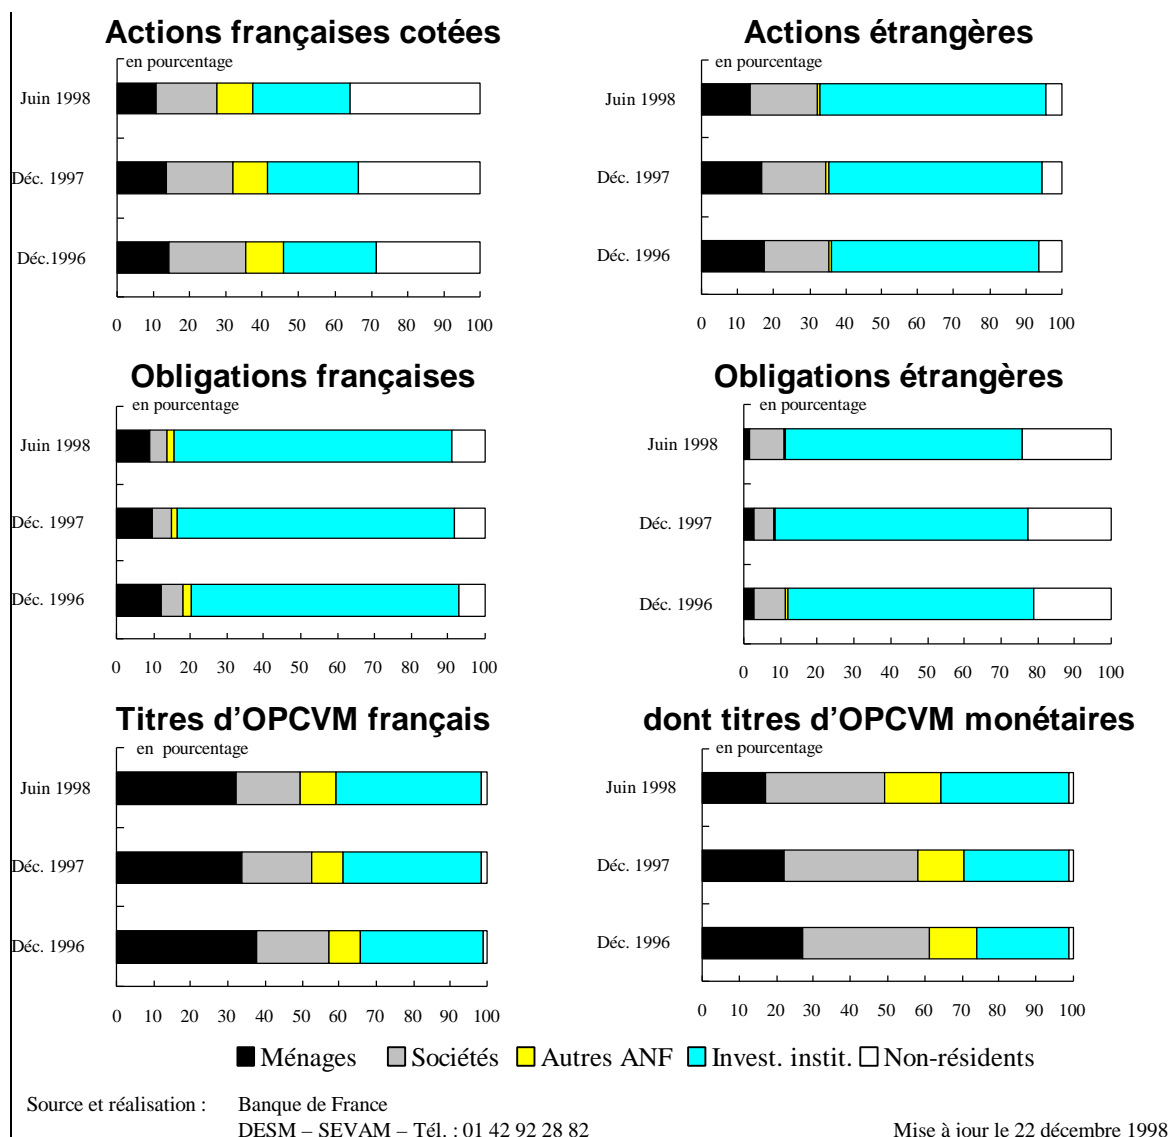 Actions françaises cotées
en pourcentage
Juin 1998
Déc. 1997
Déc.1996
0 10 20 30 40 50 60 70 80 90 100
Actions étrangères
en pourcentage
Juin 1998
Déc. 1997
Déc. 1996
0 10 20 30 40 50 60 70 80 90 100
Obligations françaises
en pourcentage
Juin 1998
Déc. 1997
Déc. 1996
0 10 20 30 40 50 60 70 80 90 100
Obligations étrangères
en pourcentage
Juin 1998
Déc. 1997
Déc. 1996
0 10 20 30 40 50 60 70 80 90 100
Titres d’OPCVM français
en pourcentage
Juin 1998
Déc. 1997
Déc. 1996
0 10 20 30 40 50 60 70 80 90 100
dont titres d’OPCVM monétaires
en pourcentage
Juin 1998
Déc. 1997
Déc. 1996
0 10 20 30 40 50 60 70 80 90 100
Ménages Sociétés Autres ANF Invest. instit. Non-résidents
Source et réalisation : Banque de France
DESM – SEVAM – Tél. : 01 42 92 28 82 Mise à jour le 22 décembre 1998